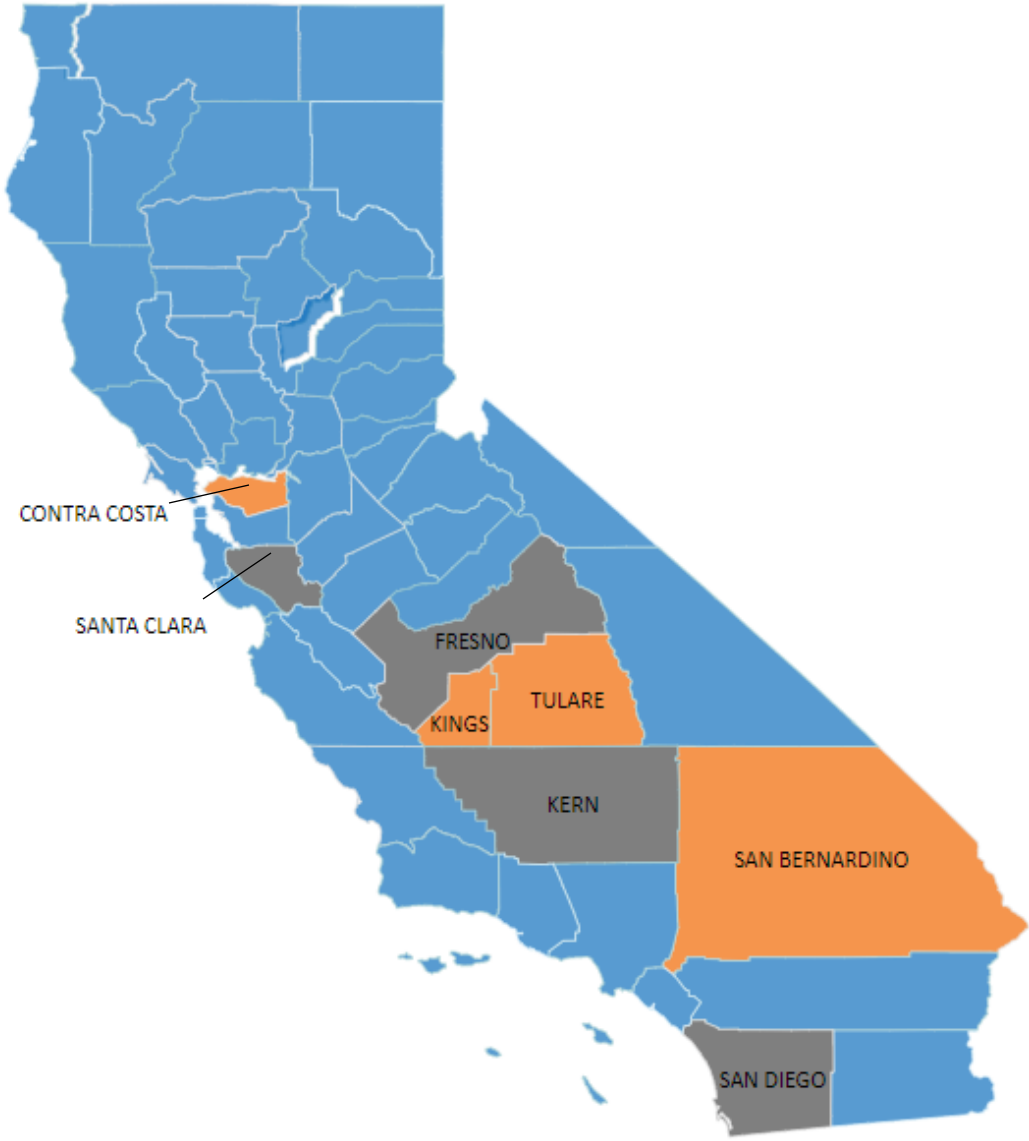 CONTRA COSTA
SANTA CLARA
FRESNO
TULARE
KINGS
KERN
SAN BERNARDINO
SAN DIEGO